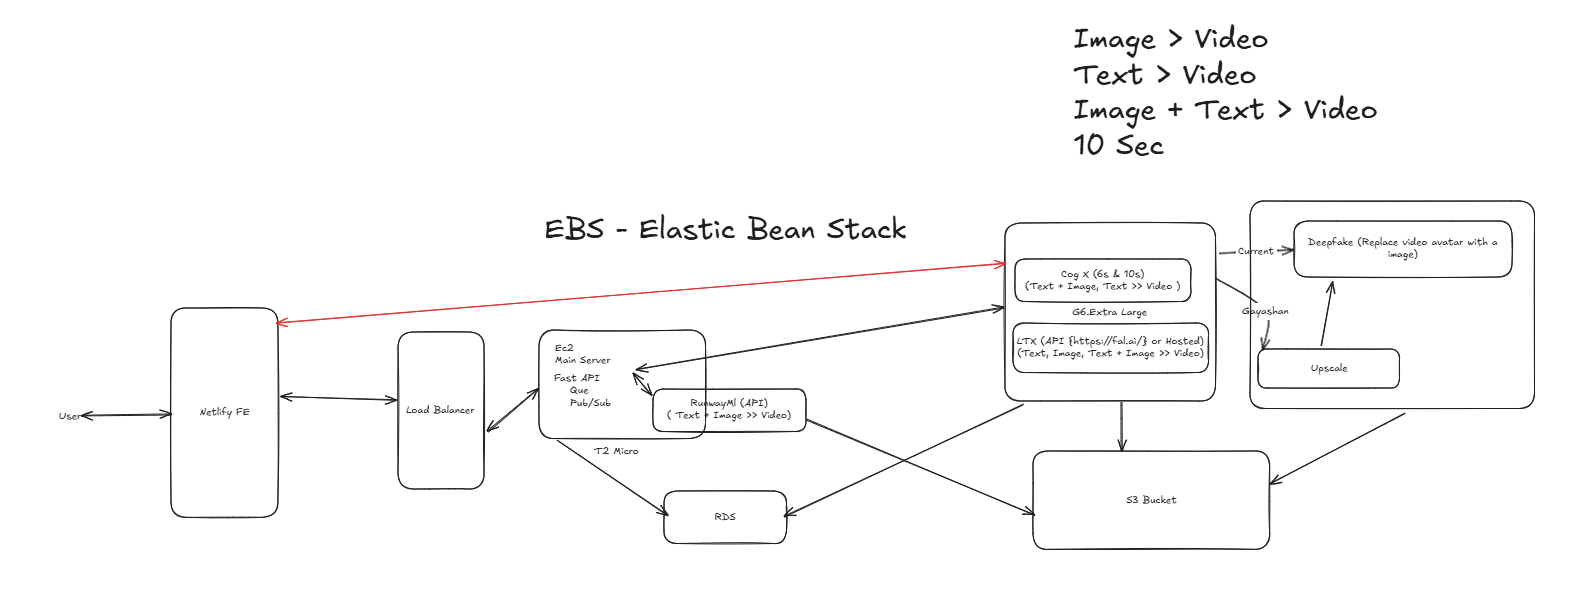 Image > Video
Text > Video
Image + Text > Video
10 Sec
EBS - Elastic Bean Stack
User
Netlify FE
Load Balancer
Ec2
Main Server
Fast API
Que
Pub/Sub
RunwayMl (API)
( Text + Image >> Video)
T2 Micro
RDS
Cog X (6s & 10s)
(Text + Image, Text >> Video )
G6.Extra Large
LTX (API {https://fal.ai/} or Hosted)
(Text, Image, Text + Image >> Video)
Current
Gayashan
Deepfake (Replace video avatar with a
image)
Upscale
S3 Bucket